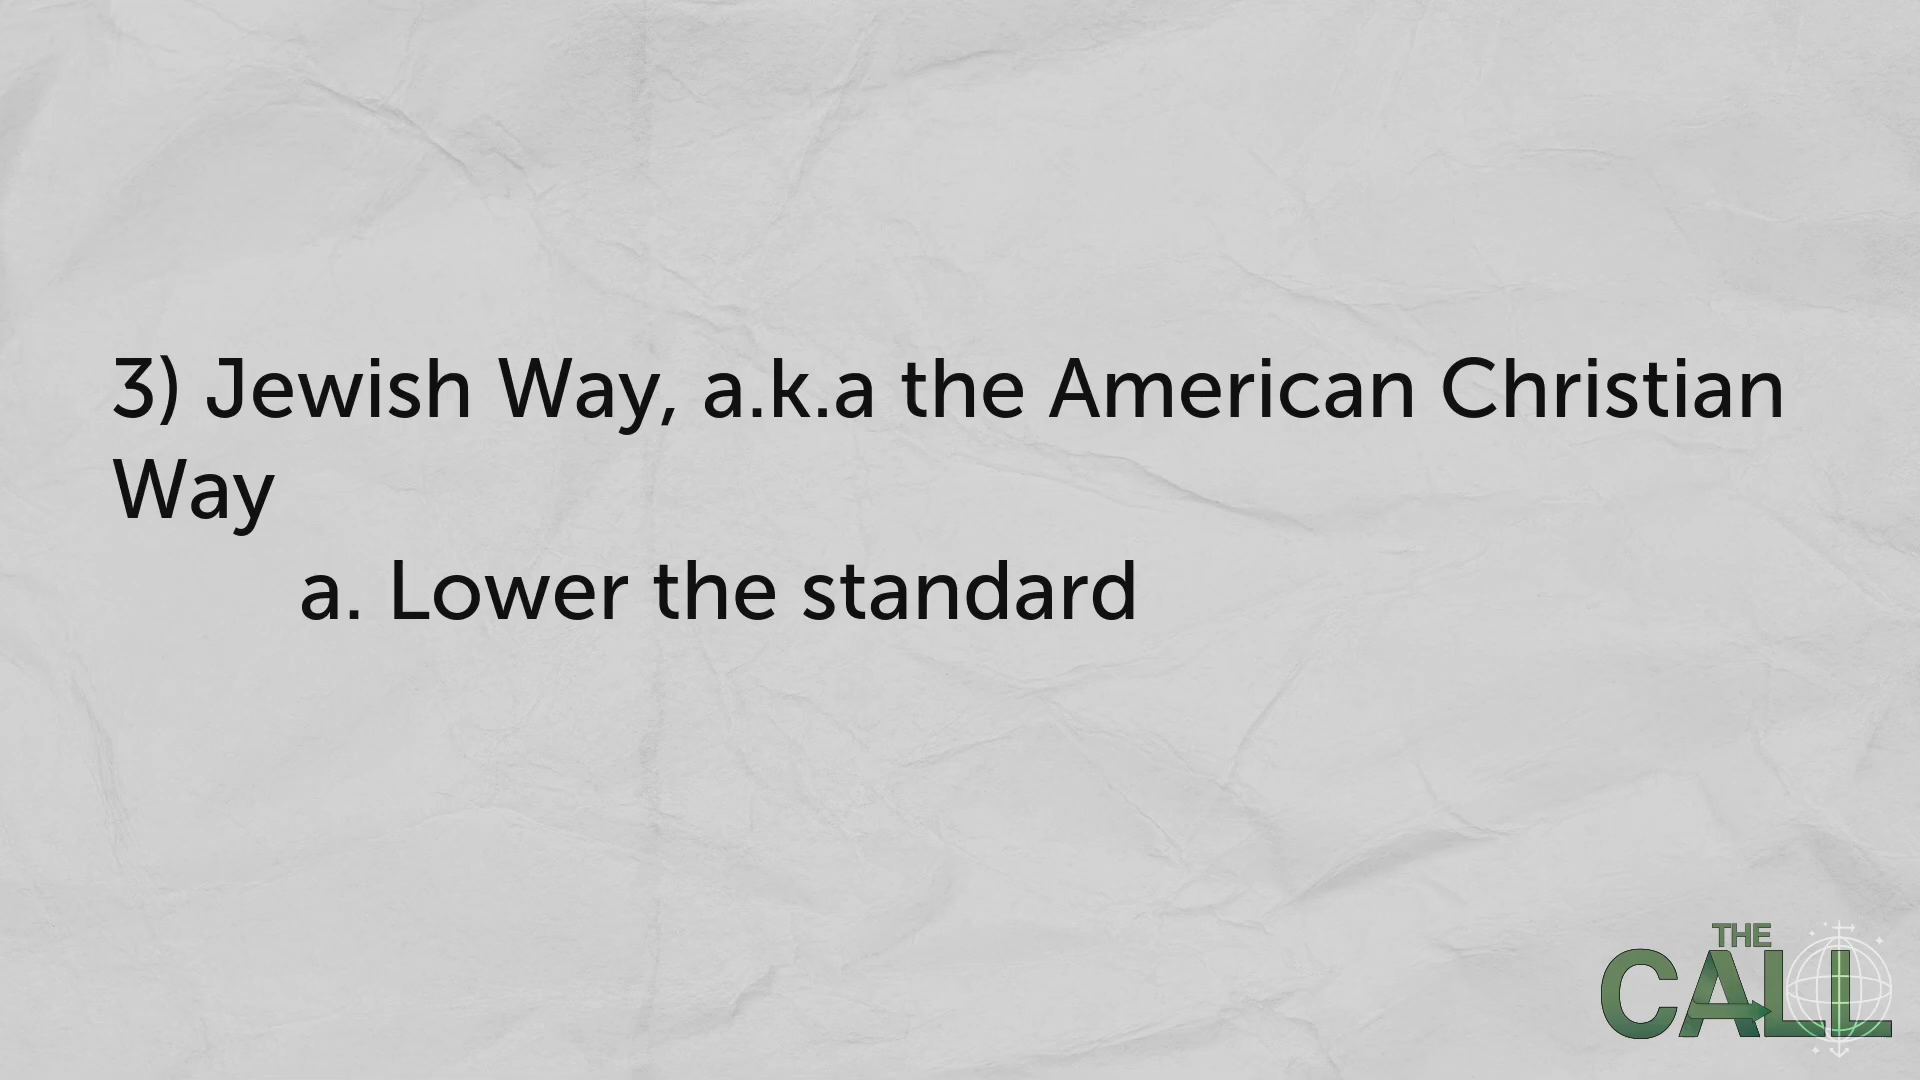 3) Jewish Way, a.k.a the American Christian
Way
a. Lower the standard
THE
CALL